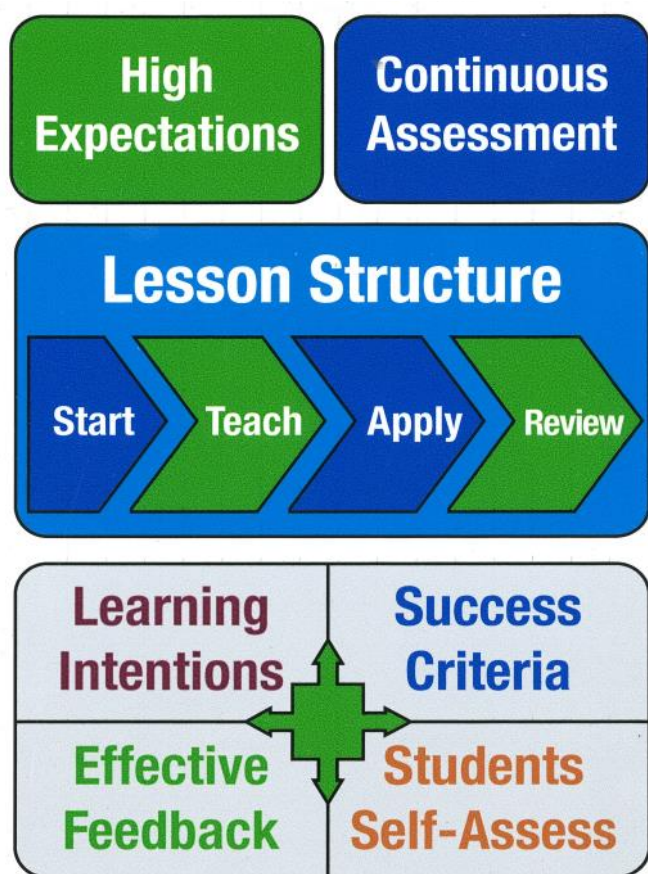 High
Expectations
Continuous
Assessment
Lesson Structure
Start
Teach
Apply
Review
Learning
Intentions
Success
Criteria
Effective
Feedback
Students
Self-Assess